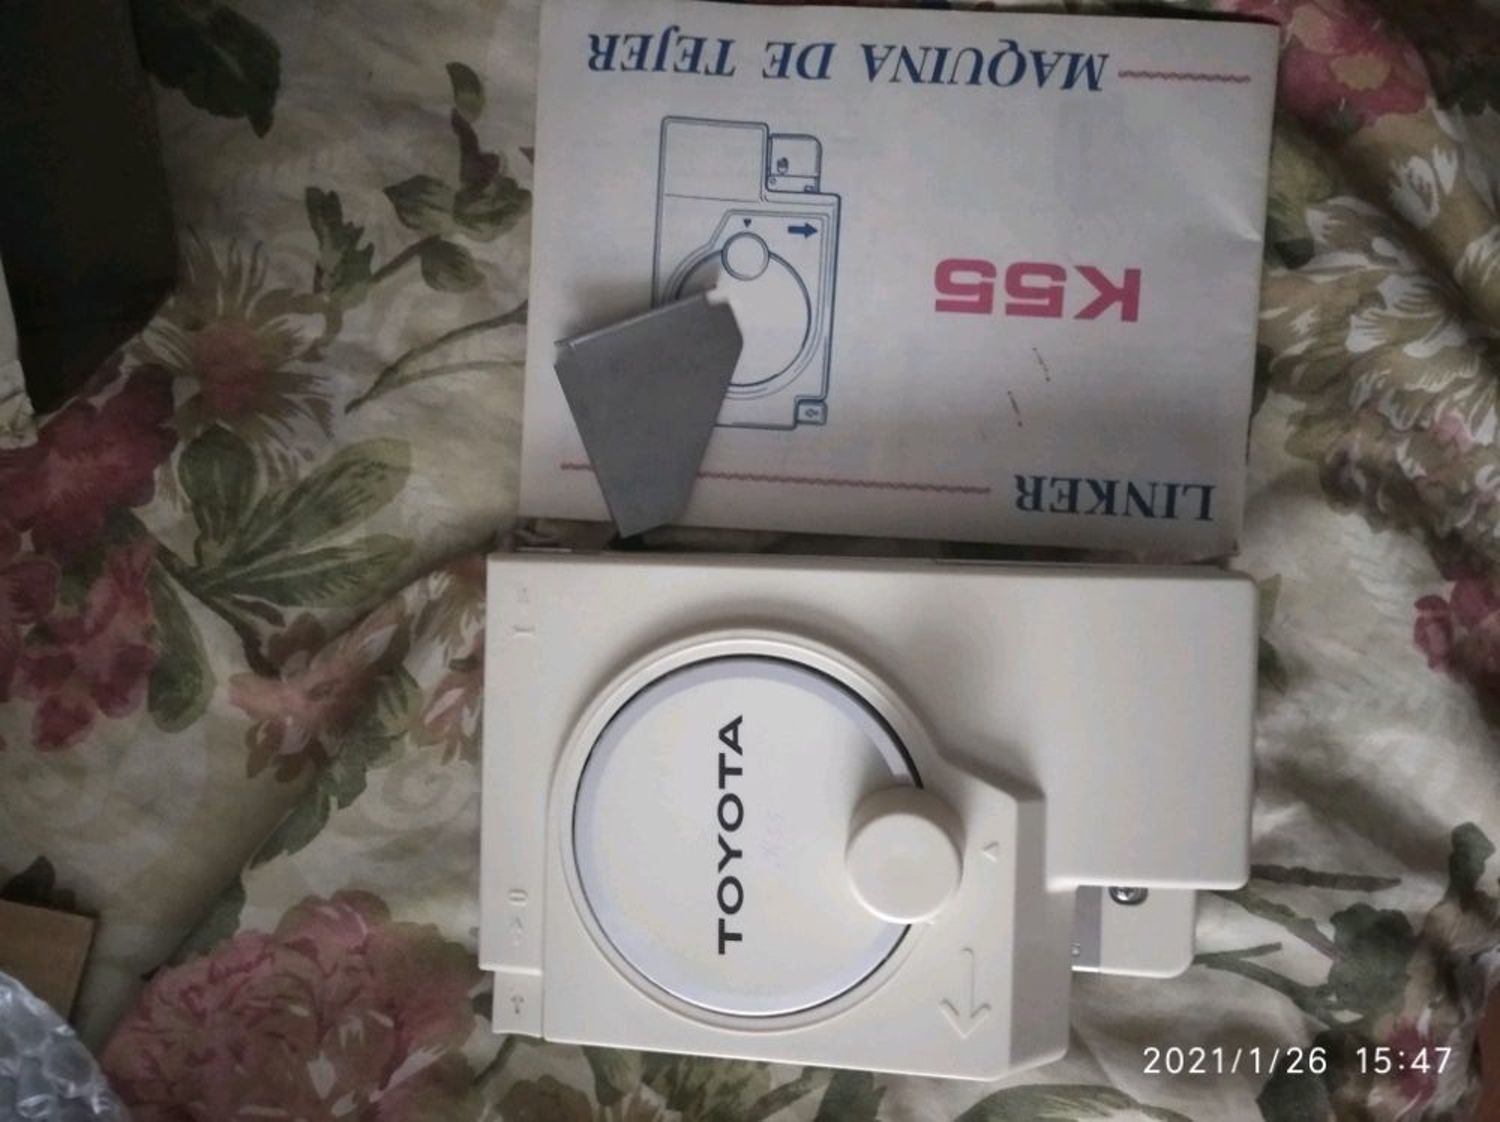 LINKER
K55
MAQUINA DE TEJER
TOYOTA
2021/1/26 15:47